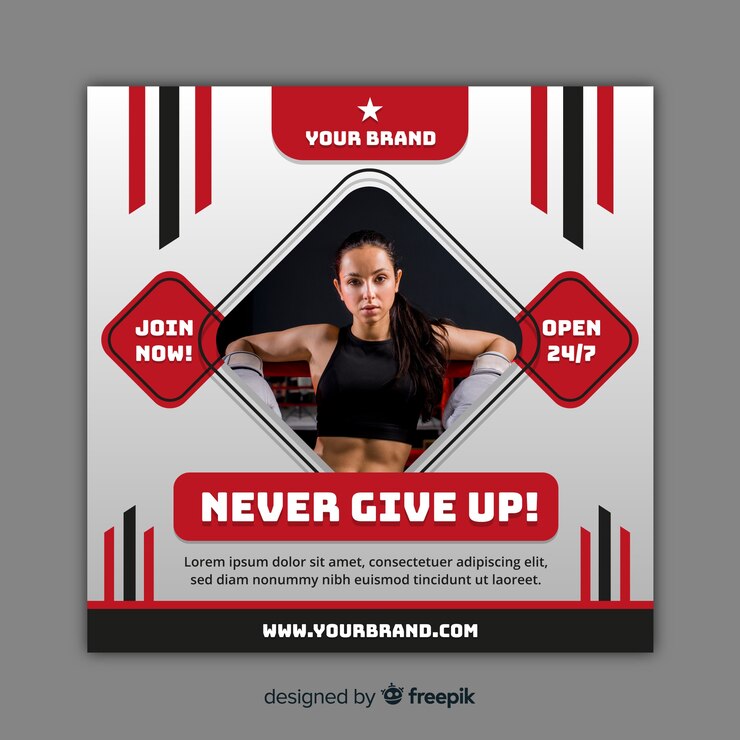 YOUR BRAND
JOIN
NOW!
OPEN
24/7
NEVER GIVE UP!
Lorem ipsum dolor sit amet, consectetuer adipiscing elit,
sed diam nonummy nibh euismod tincidunt ut laoreet.
WWW.YOURBRAND.COM
designed by freepik